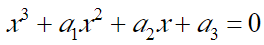 x³ + a₁x² + a₂x + a₃ = 0